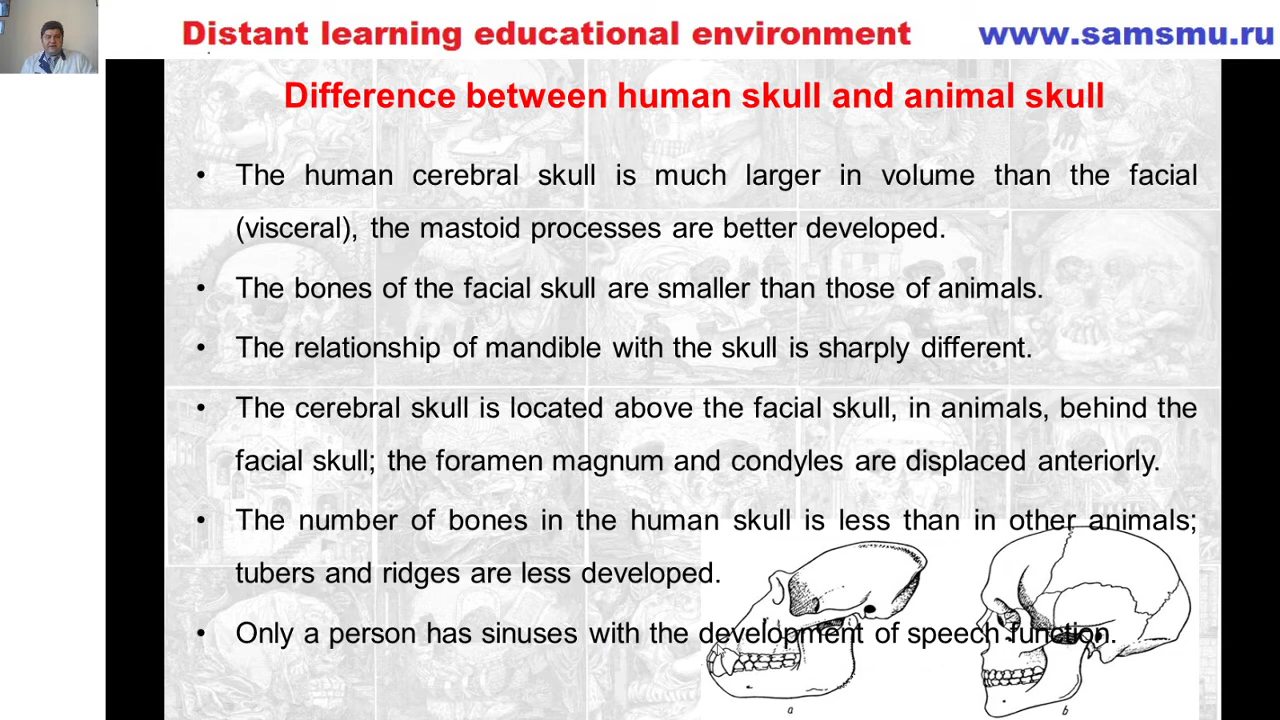 Distant learning educational environment www.samsmu.ru
Difference between human skull and animal skull
• The human cerebral skull is much larger in volume than the facial
(visceral), the mastoid processes are better developed.
• The bones of the facial skull are smaller than those of animals.
• The relationship of mandible with the skull is sharply different.
• The cerebral skull is located above the facial skull, in animals, behind the
facial skull; the foramen magnum and condyles are displaced anteriorly.
• The number of bones in the human skull is less than in other animals;
tubers and ridges are less developed.
• Only a person has sinuses with the development of speech function.
a b